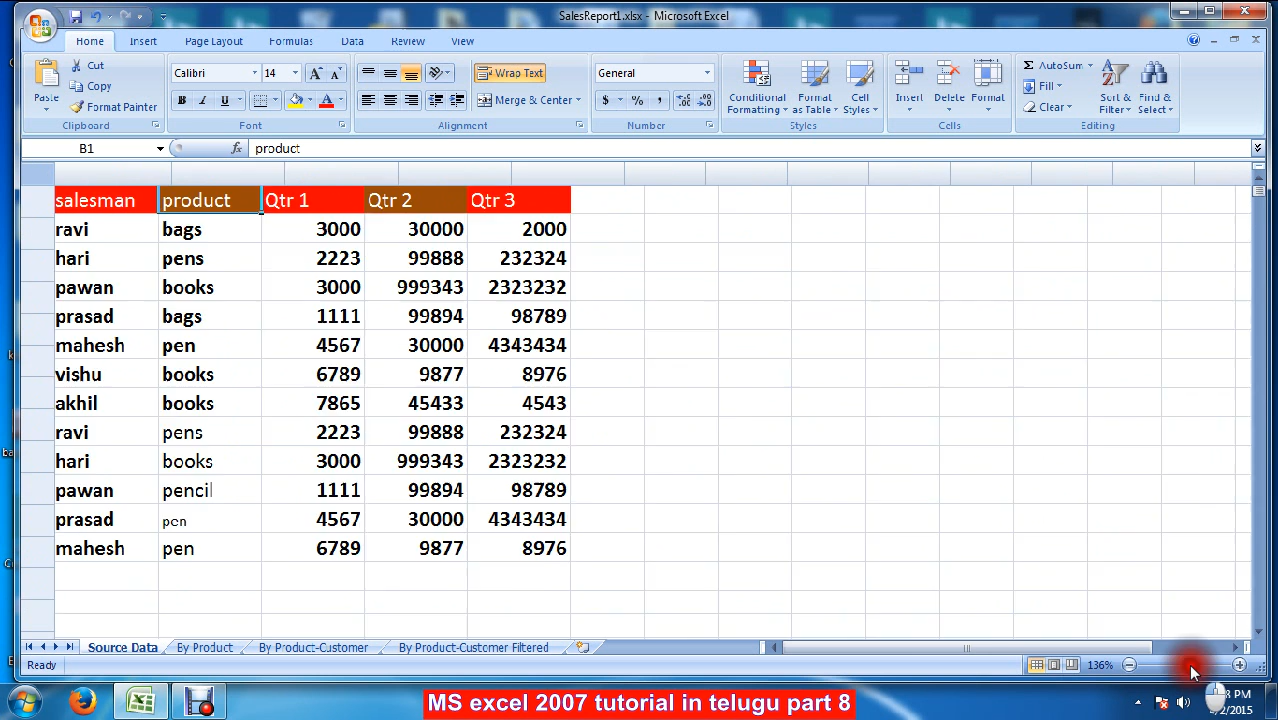 SalesReport1.xlsx - Microsoft Excel
Home Insert Page Layout Formulas Data Review View
Paste
Cut
Copy
Format Painter
Clipboard
Calibri 14
B I U
Font
Wrap Text
Merge & Center
Alignment
General
$ % ,
Number
Conditional Formatting
Format as Table
Cell Styles
Styles
Insert Delete Format
Cells
AutoSum
Fill
Clear
Sort & Filter
Find & Select
Editing
B1 fx product
salesman product Qtr 1 Qtr 2 Qtr 3
ravi bags 3000 30000 2000
hari pens 2223 99888 232324
pawan books 3000 999343 2323232
prasad bags 1111 99894 98789
mahesh pen 4567 30000 4343434
vishu books 6789 9877 8976
akhil books 7865 45433 4543
ravi pens 2223 99888 232324
hari books 3000 999343 2323232
pawan pencil 1111 99894 98789
prasad pen 4567 30000 4343434
mahesh pen 6789 9877 8976
Source Data By Product By Product-Customer By Product-Customer Filtered
Ready 136%
MS excel 2007 tutorial in telugu part 8
PM
/2015